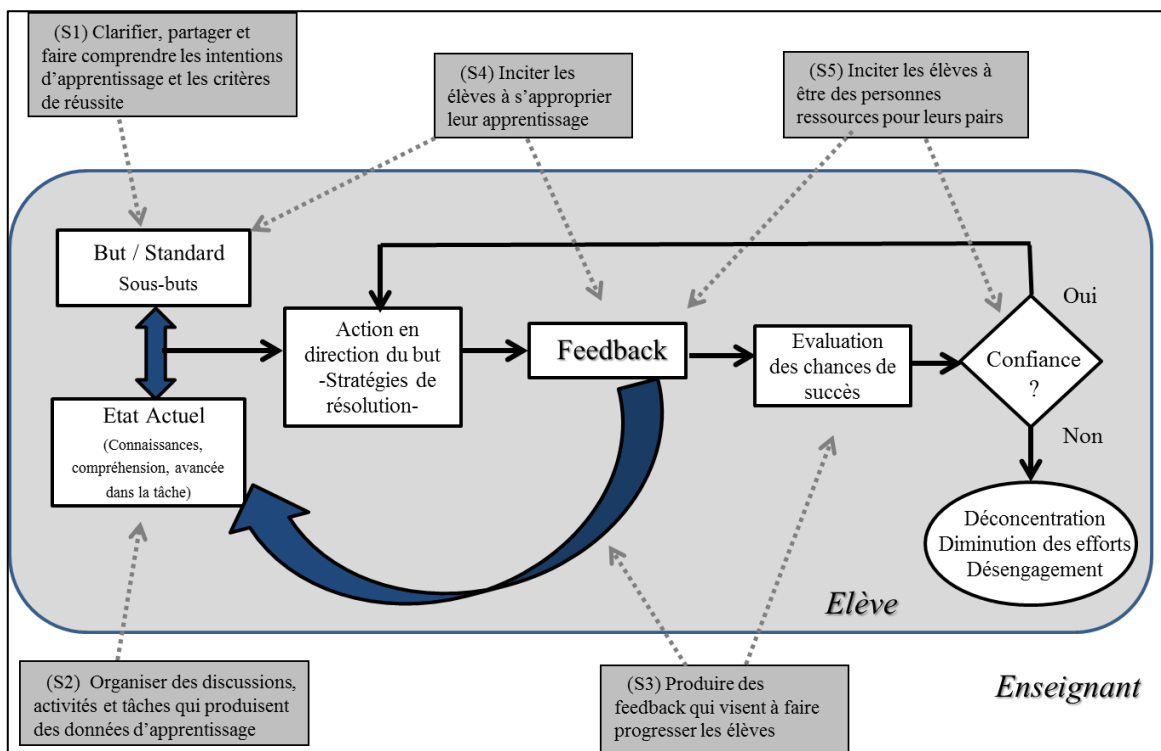 (S1) Clarifier, partager et
faire comprendre les intentions
d'apprentissage et les critères
de réussite
(S4) Inciter les
élèves à s'approprier
leur apprentissage
(S5) Inciter les élèves à
être des personnes
ressources pour leurs pairs
But / Standard
Sous-buts
Action en
direction du but
-Stratégies de
résolution-
Feedback
Evaluation
des chances de
succès
Oui
Confiance
?
Non
Etat Actuel
(Connaissances,
compréhension, avancée
dans la tâche)
Déconcentration
Diminution des efforts
Désengagement
Elève
(S2) Organiser des discussions,
activités et tâches qui produisent
des données d'apprentissage
(S3) Produire des
feedback qui visent à faire
progresser les élèves
Enseignant